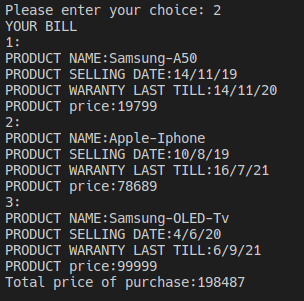 Please enter your choice: 2
YOUR BILL
1:
PRODUCT NAME:Samsung-A50
PRODUCT SELLING DATE:14/11/19
PRODUCT WARANTY LAST TILL:14/11/20
PRODUCT price:19799
2:
PRODUCT NAME:Apple-Iphone
PRODUCT SELLING DATE:10/8/19
PRODUCT WARANTY LAST TILL:16/7/21
PRODUCT price:78689
3:
PRODUCT NAME:Samsung-OLED-Tv
PRODUCT SELLING DATE:4/6/20
PRODUCT WARANTY LAST TILL:6/9/21
PRODUCT price:99999
Total price of purchase:198487